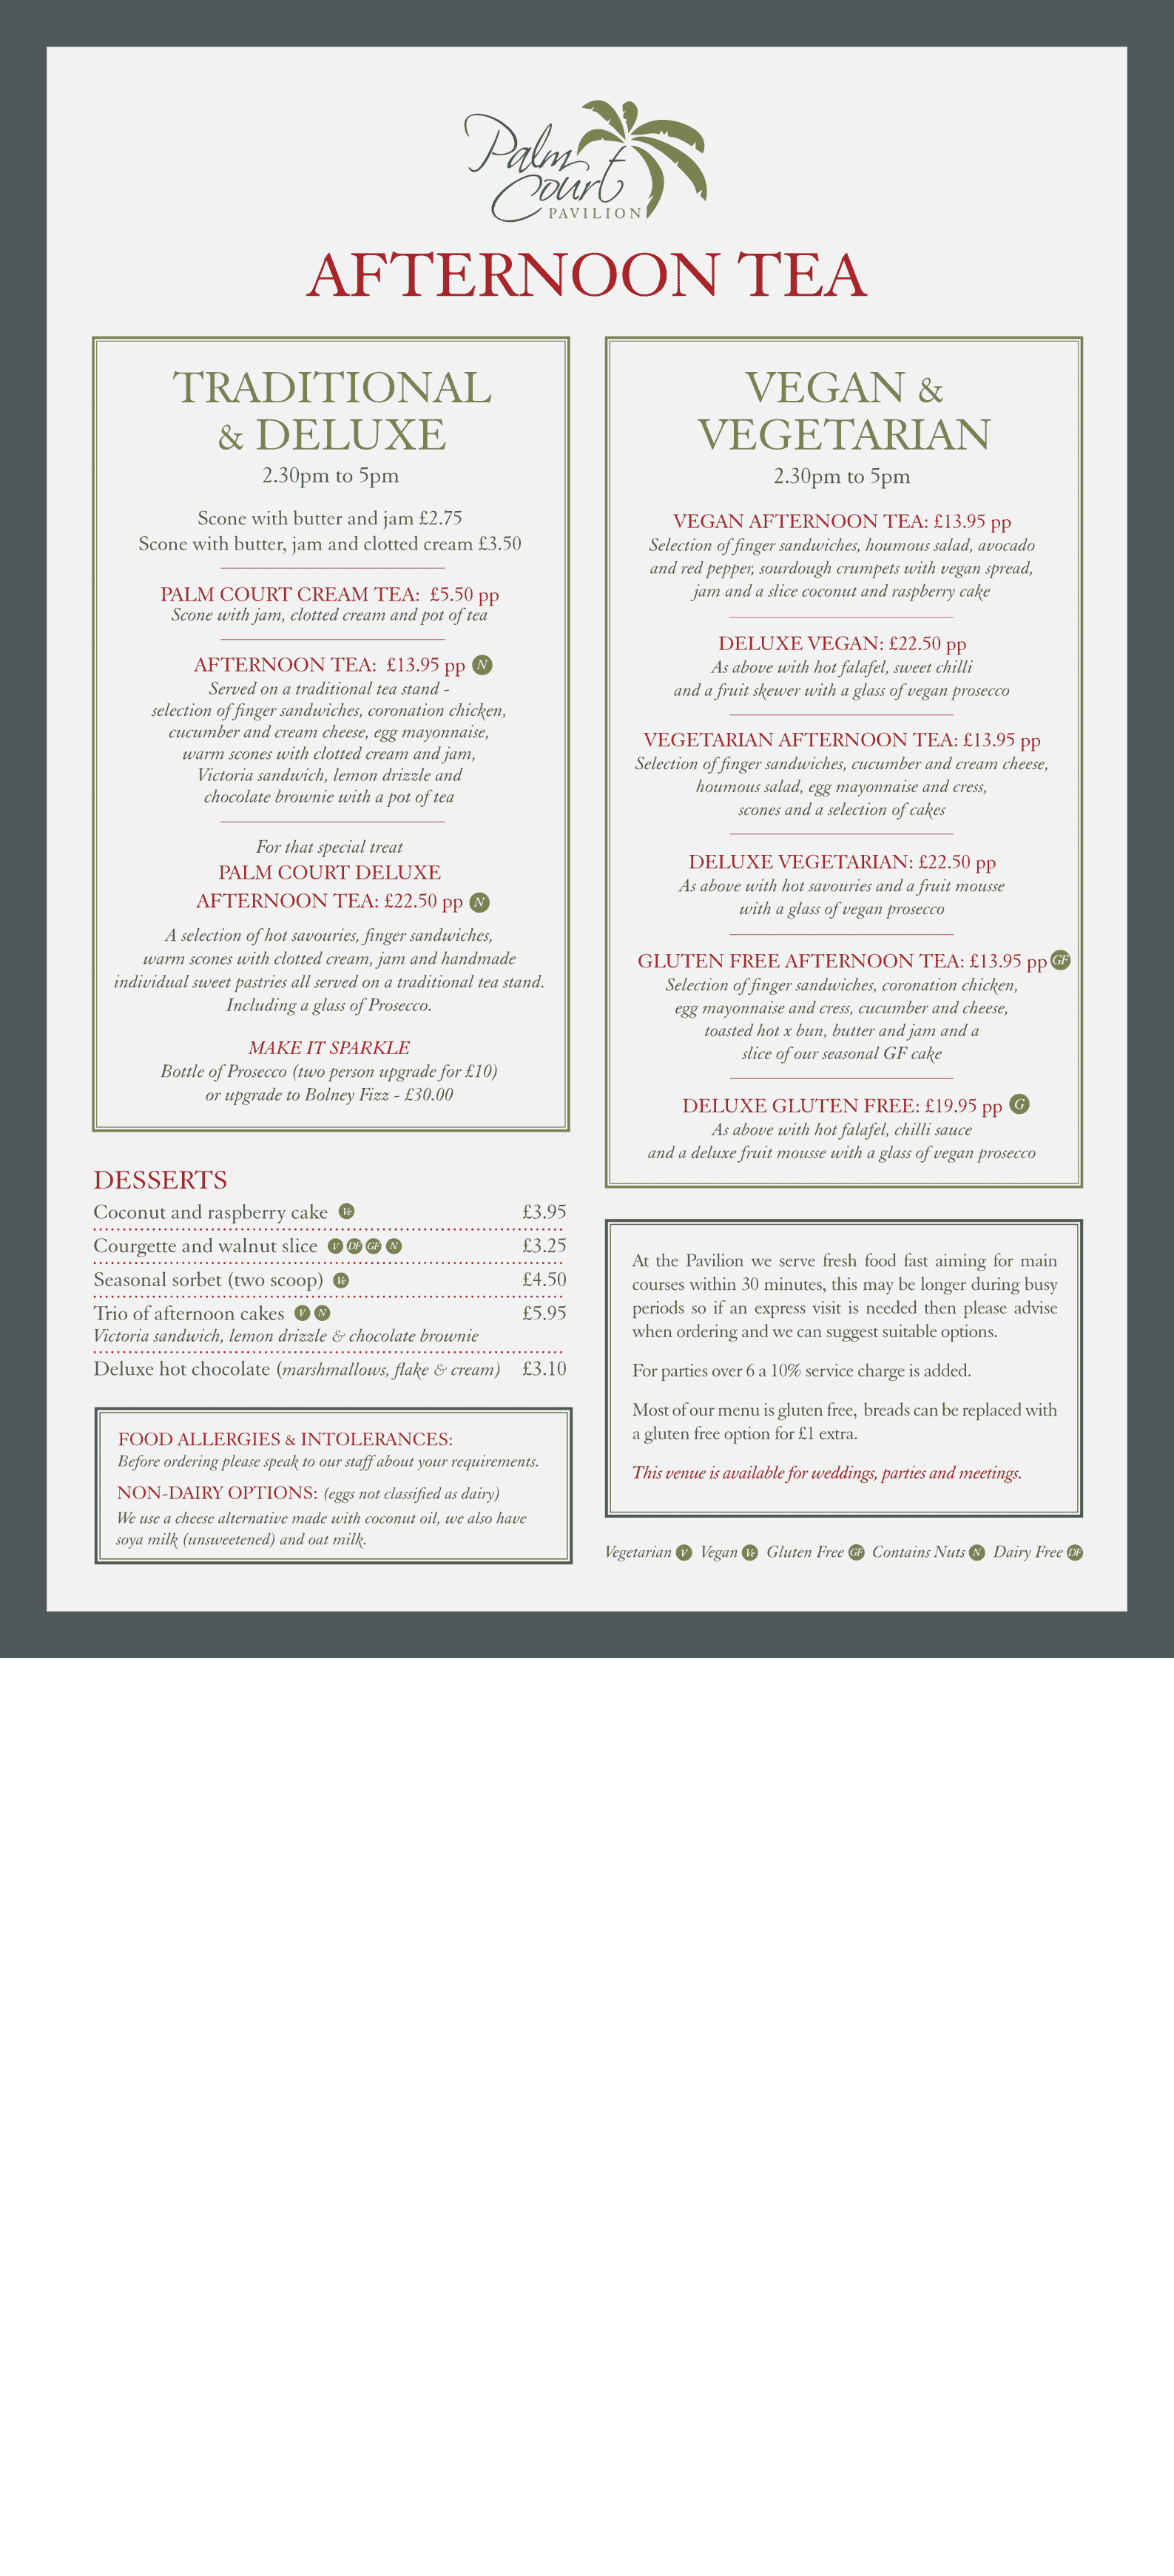 Palm
Court
PAVILION
AFTERNOON TEA
TRADITIONAL
& DELUXE
2.30pm to 5pm
Scone with butter and jam £2.75
Scone with butter, jam and clotted cream £3.50
PALM COURT CREAM TEA: £5.50 pp
Scone with jam, clotted cream and pot of tea
AFTERNOON TEA: £13.95 pp N
Served on a traditional tea stand -
selection of finger sandwiches, coronation chicken,
cucumber and cream cheese, egg mayonnaise,
warm scones with clotted cream and jam,
Victoria sandwich, lemon drizzle and
chocolate brownie with a pot of tea
For that special treat
PALM COURT DELUXE
AFTERNOON TEA: £22.50 pp N
A selection of hot savouries, finger sandwiches,
warm scones with clotted cream, jam and handmade
individual sweet pastries all served on a traditional tea stand.
Including a glass of Prosecco.
MAKE IT SPARKLE
Bottle of Prosecco (two person upgrade for £10)
or upgrade to Bolney Fizz - £30.00
DESSERTS
Coconut and raspberry cake Ve £3.95
Courgette and walnut slice V DF GF N £3.25
Seasonal sorbet (two scoop) Ve £4.50
Trio of afternoon cakes V N £5.95
Victoria sandwich, lemon drizzle & chocolate brownie
Deluxe hot chocolate (marshmallows, flake & cream) £3.10
FOOD ALLERGIES & INTOLERANCES:
Before ordering please speak to our staff about your requirements.
NON-DAIRY OPTIONS: (eggs not classified as dairy)
We use a cheese alternative made with coconut oil, we also have
soya milk (unsweetened) and oat milk.
VEGAN &
VEGETARIAN
2.30pm to 5pm
VEGAN AFTERNOON TEA: £13.95 pp
Selection of finger sandwiches, houmous salad, avocado
and red pepper, sourdough crumpets with vegan spread,
jam and a slice coconut and raspberry cake
DELUXE VEGAN: £22.50 pp
As above with hot falafel, sweet chilli
and a fruit skewer with a glass of vegan prosecco
VEGETARIAN AFTERNOON TEA: £13.95 pp
Selection of finger sandwiches, cucumber and cream cheese,
houmous salad, egg mayonnaise and cress,
scones and a selection of cakes
DELUXE VEGETARIAN: £22.50 pp
As above with hot savouries and a fruit mousse
with a glass of vegan prosecco
GLUTEN FREE AFTERNOON TEA: £13.95 pp GF
Selection of finger sandwiches, coronation chicken,
egg mayonnaise and cress, cucumber and cheese,
toasted hot x bun, butter and jam and a
slice of our seasonal GF cake
DELUXE GLUTEN FREE: £19.95 pp G
As above with hot falafel, chilli sauce
and a deluxe fruit mousse with a glass of vegan prosecco
At the Pavilion we serve fresh food fast aiming for main
courses within 30 minutes, this may be longer during busy
periods so if an express visit is needed then please advise
when ordering and we can suggest suitable options.
For parties over 6 a 10% service charge is added.
Most of our menu is gluten free, breads can be replaced with
a gluten free option for £1 extra.
This venue is available for weddings, parties and meetings.
Vegetarian V Vegan Ve Gluten Free GF Contains Nuts N Dairy Free DF